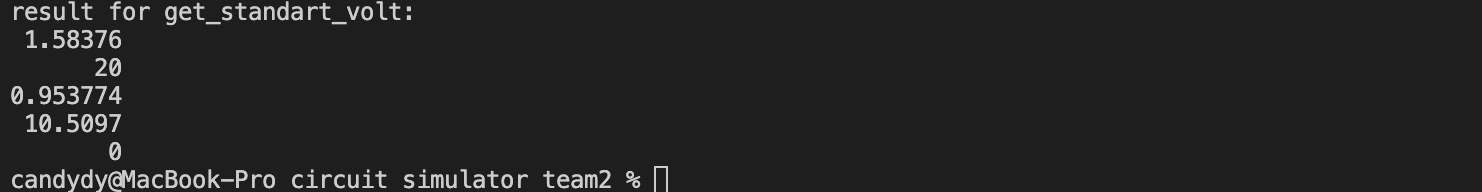 result for get_standart_volt:
1.58376
20
0.953774
10.5097
0
candydy@MacBook-Pro circuit simulator team2 %